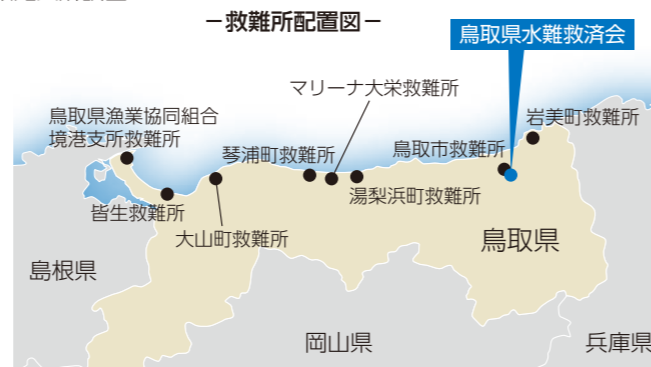 －救難所配置図－
鳥取県水難救済会
マリーナ大栄救難所
鳥取県漁業協同組合
境港支所救難所
岩美町救難所
琴浦町救難所
鳥取市救難所
湯梨浜町救難所
皆生救難所
大山町救難所
鳥取県
島根県
岡山県
兵庫県